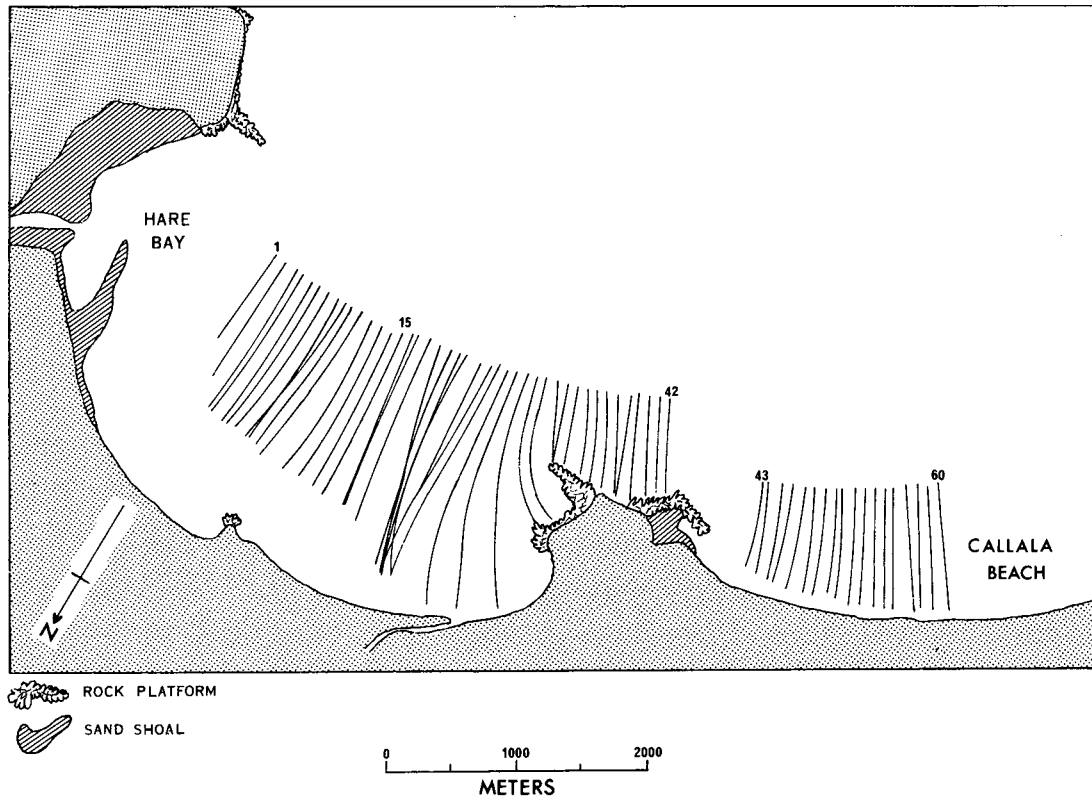 HARE
BAY
1
15
42
43
60
CALLALA
BEACH
N
ROCK PLATFORM
SAND SHOAL
0 1000 2000
METERS